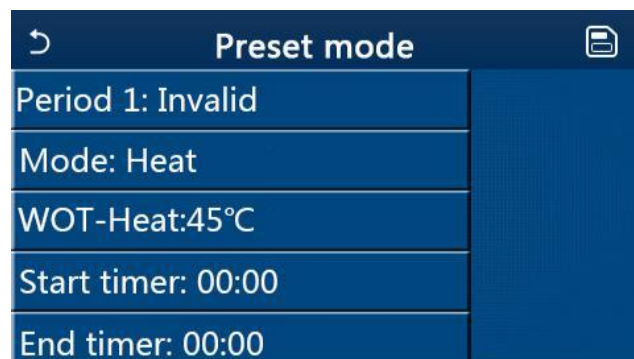 Preset mode
Period 1: Invalid
Mode: Heat
WOT-Heat:45℃
Start timer: 00:00
End timer: 00:00